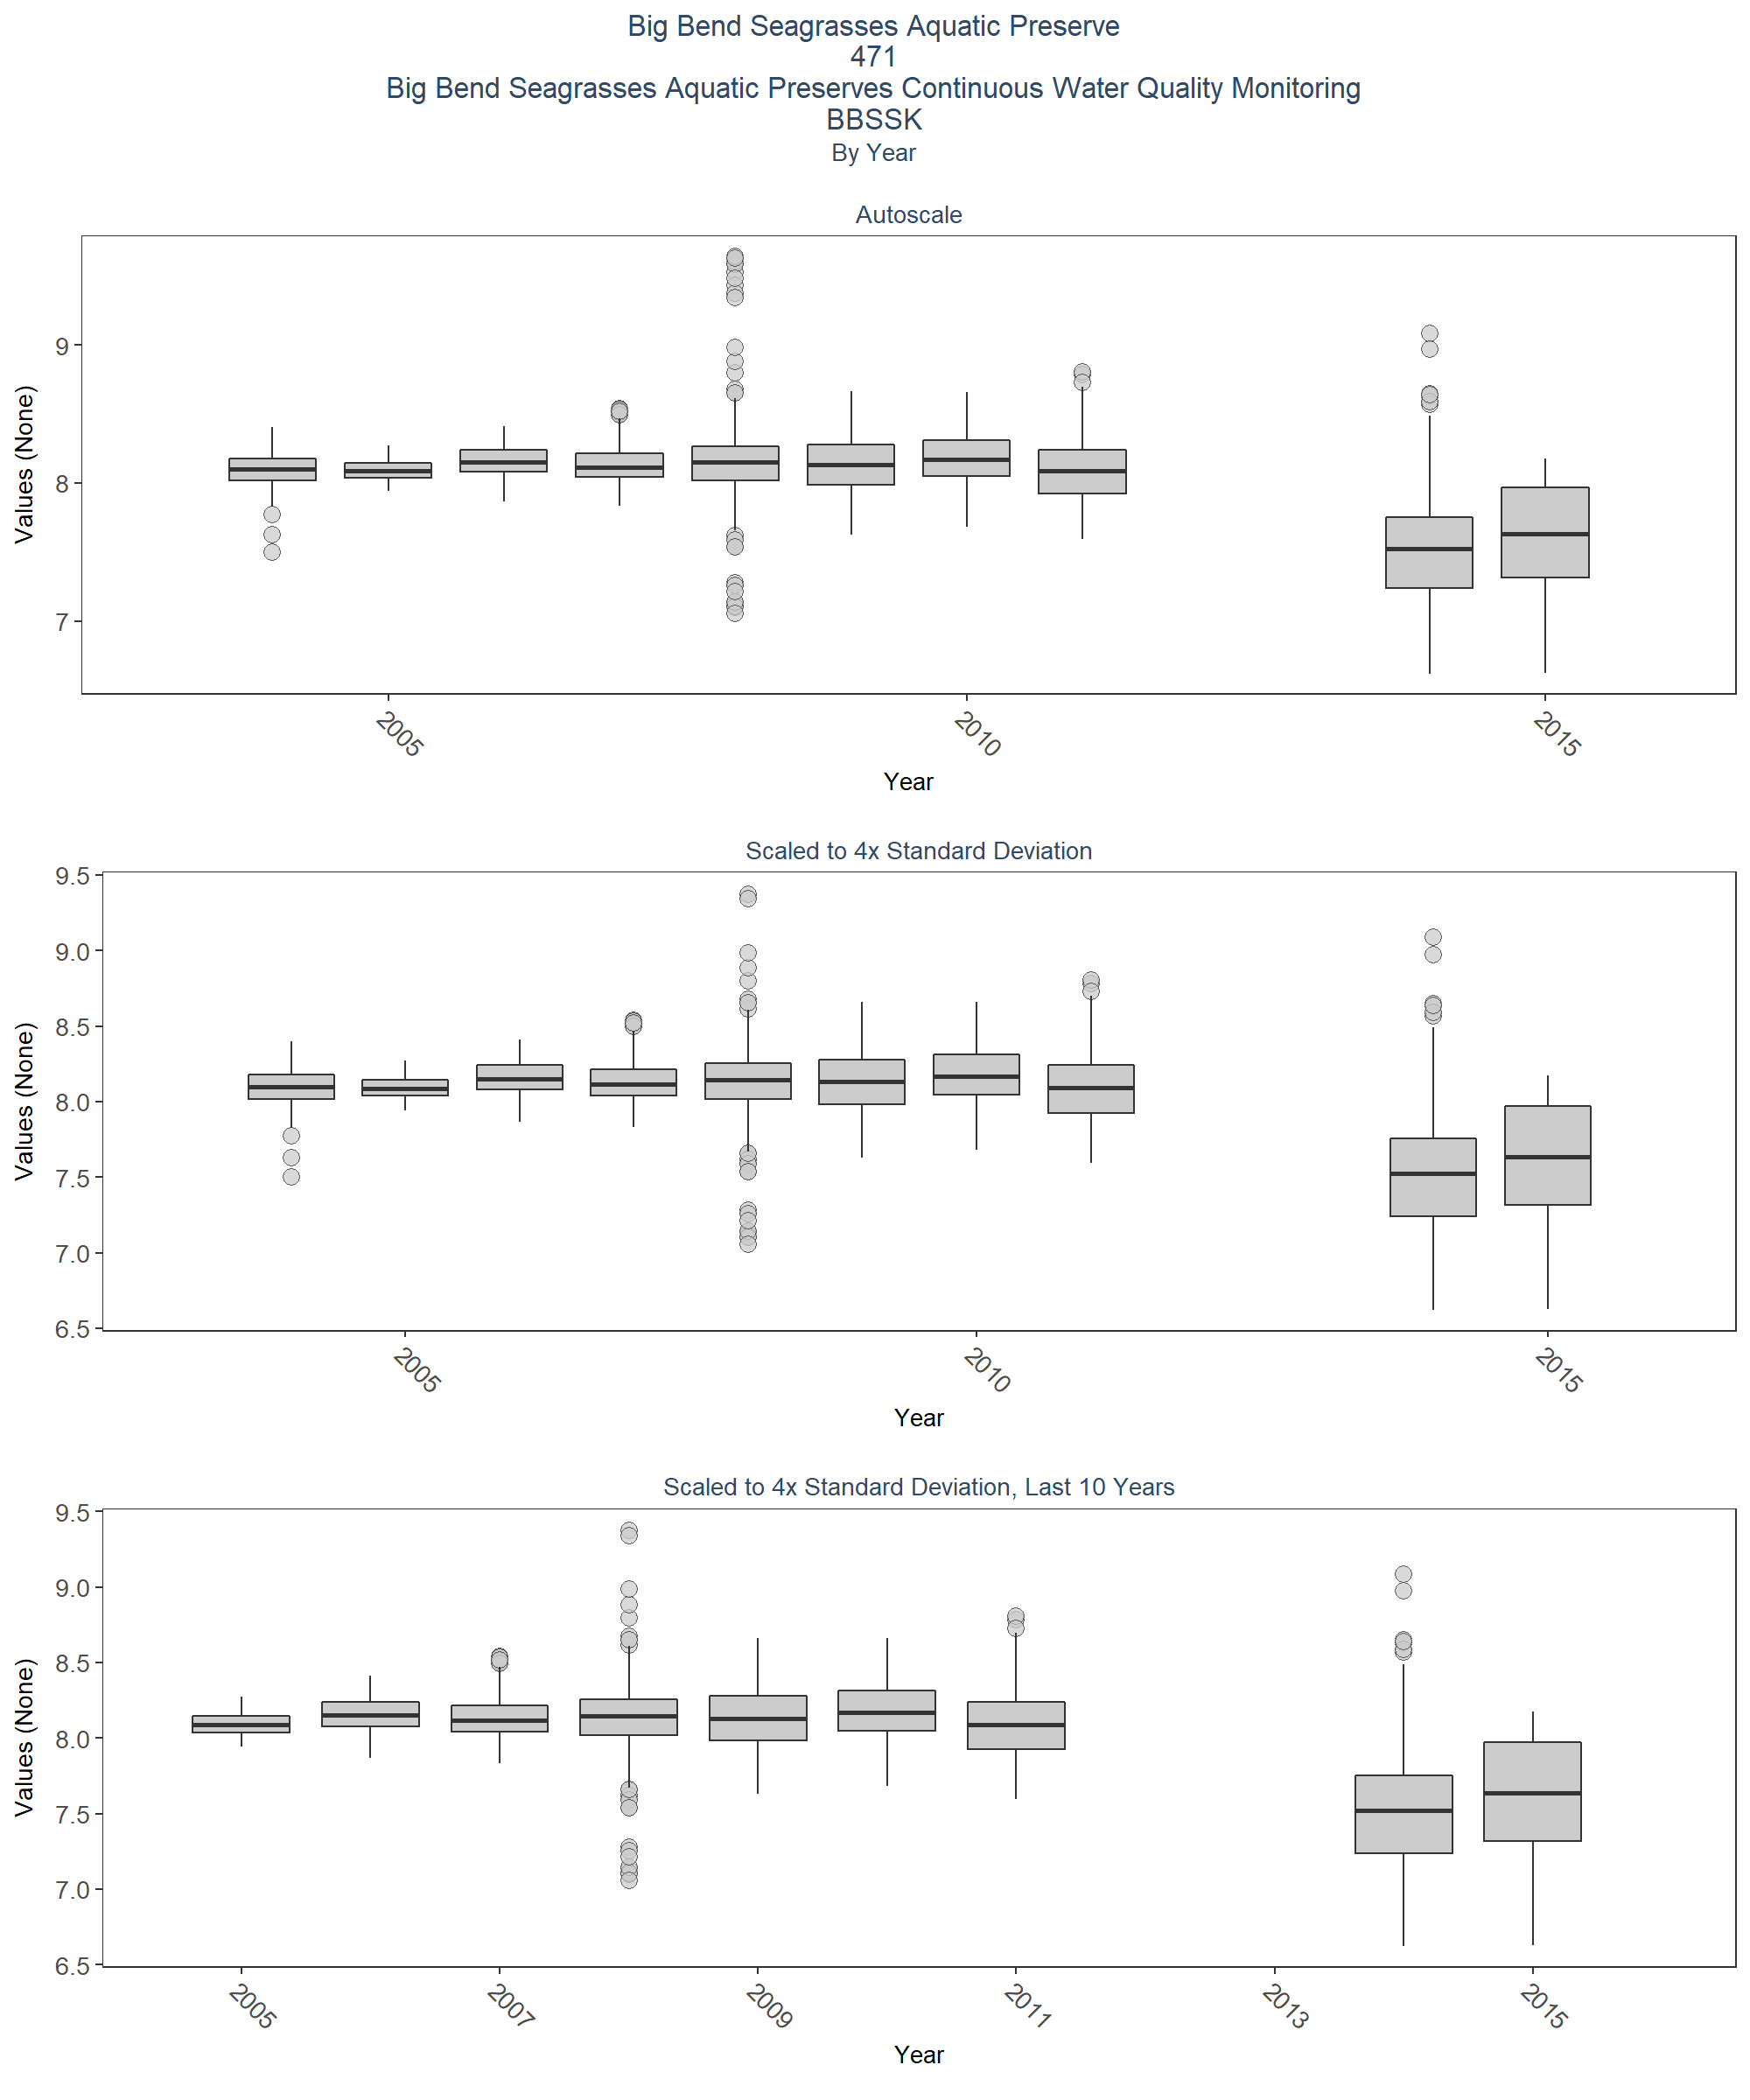 Big Bend Seagrasses Aquatic Preserve
471
Big Bend Seagrasses Aquatic Preserves Continuous Water Quality Monitoring
BBSSK
By Year
Autoscale
Values (None)
9
8
7
2005
2010
2015
Year
Scaled to 4x Standard Deviation
Values (None)
9.5
9.0
8.5
8.0
7.5
7.0
6.5
2005
2010
2015
Year
Scaled to 4x Standard Deviation, Last 10 Years
Values (None)
9.5
9.0
8.5
8.0
7.5
7.0
6.5
2005
2007
2009
2011
2013
2015
Year